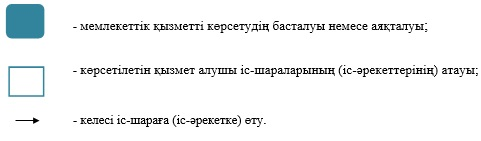 - мемлекеттік қызметті көрсетудің басталуы немесе аяқталуы;
- көрсетілетін қызмет алушы іс-шараларының (іс-әрекеттерінің) атауы;
- келесі іс-шараға (іс-әрекетке) өту.